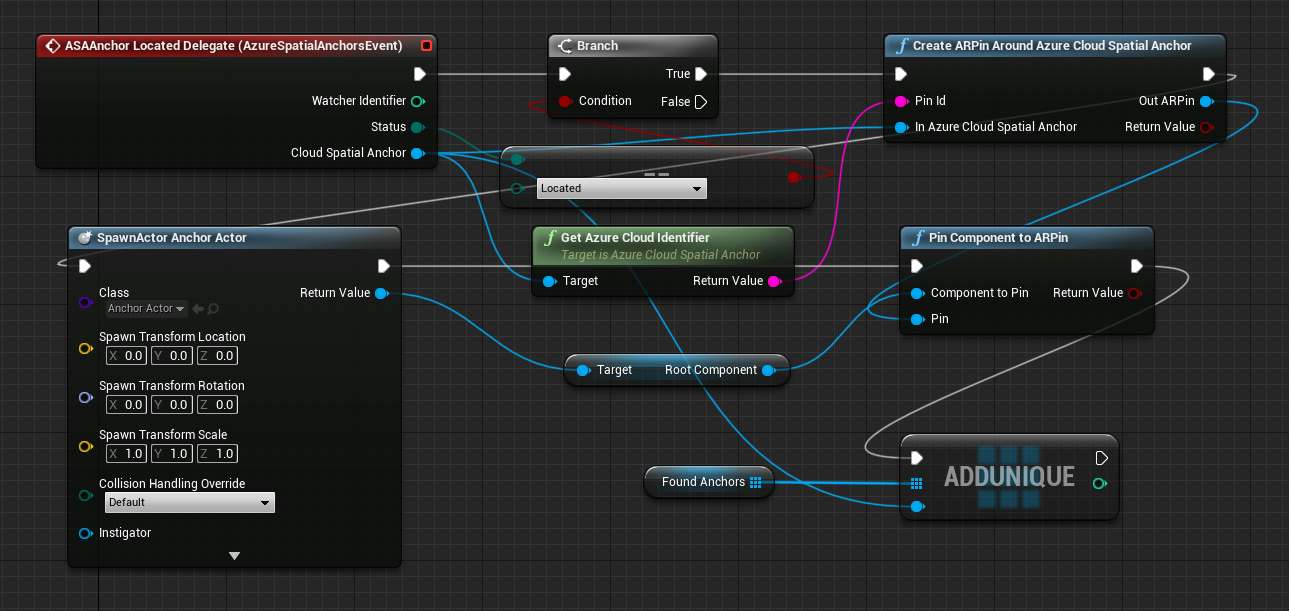 ASAAnchor Located Delegate (AzureSpatialAnchorsEvent)
Watcher Identifier
Status
Cloud Spatial Anchor
Branch
True
Condition
False
Create ARPin Around Azure Cloud Spatial Anchor
Pin Id
Out ARPin
In Azure Cloud Spatial Anchor
Return Value
==
Located
SpawnActor Anchor Actor
Class
Return Value
Anchor Actor
Spawn Transform Location
X 0.0 Y 0.0 Z 0.0
Spawn Transform Rotation
X 0.0 Y 0.0 Z 0.0
Spawn Transform Scale
X 1.0 Y 1.0 Z 1.0
Collision Handling Override
Default
Instigator
f Get Azure Cloud Identifier
Target is Azure Cloud Spatial Anchor
Target
Return Value
f Pin Component to ARPin
Component to Pin
Return Value
Pin
Target
Root Component
Found Anchors
ADDUNIQUE